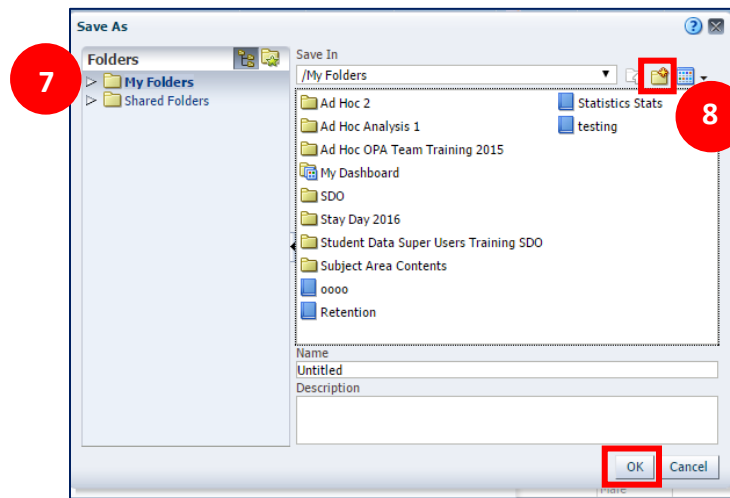 Save As
Folders
7
My Folders
Shared Folders
Save In
/My Folders
8
Ad Hoc 2
Ad Hoc Analysis 1
Ad Hoc OPA Team Training 2015
My Dashboard
SDO
Stay Day 2016
Student Data Super Users Training SDO
Subject Area Contents
oooo
Retention
Statistics Stats
testing
Name
Untitled
Description
OK
Cancel